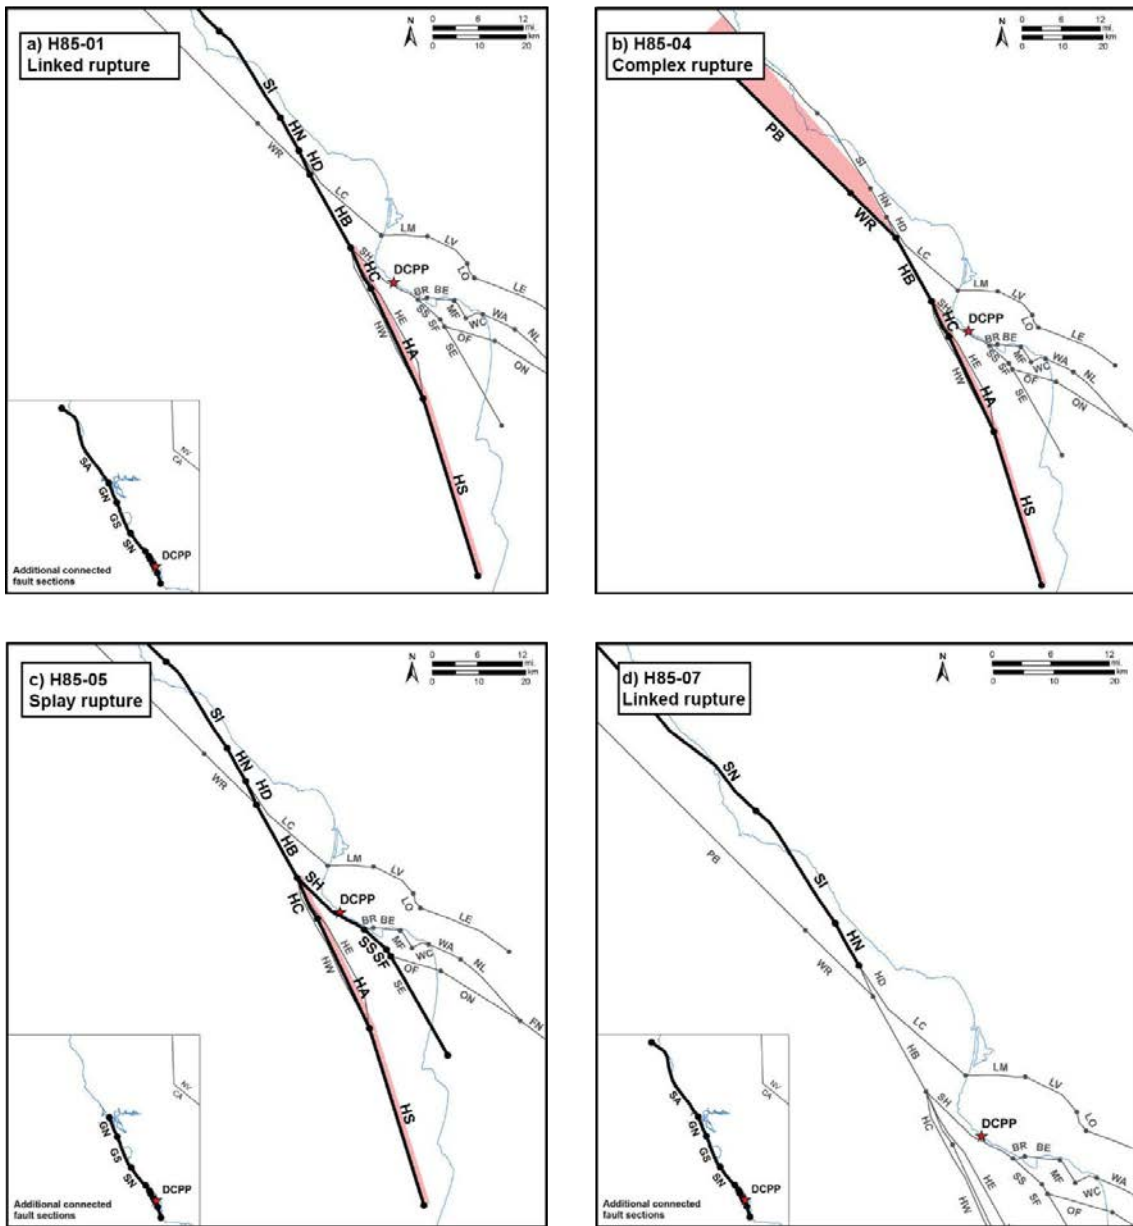 a) H85-01
Linked rupture
N
0 6 12
mi.
km
0 10 20
SI
HN
HD
WR
LC
HB
LM
LV
SH
HC
DCPP
LO
LE
BR
BE
HE
SS
SF
MF
WC
WA
NL
HW
HA
SE
OF
ON
HS
NV
CA
SA
GN
GS
SN
DCPP
Additional connected
fault sections
b) H85-04
Complex rupture
N
0 6 12
mi.
km
0 10 20
PB
SI
HN
WR
HD
LC
HB
LM
LV
SH
HC
DCPP
LO
LE
BR
BE
HE
SS
SF
MF
WC
WA
NL
HW
HA
SE
OF
ON
HS
c) H85-05
Splay rupture
N
0 6 12
mi.
km
0 10 20
SI
HN
HD
WR
LC
HB
LM
LV
SH
HC
DCPP
LO
LE
BR
BE
HE
SS
SF
MF
WC
WA
NL
HW
HA
SE
OF
ON
FN
HS
NV
CA
GN
GS
SN
DCPP
Additional connected
fault sections
d) H85-07
Linked rupture
N
0 6 12
mi.
km
0 10 20
SN
PB
SI
HN
WR
HD
LC
HB
LM
LV
SH
HC
DCPP
LO
BR
BE
HE
SS
SF
MF
WC
WA
HW
OF
NV
CA
SA
GN
GS
SN
DCPP
Additional connected
fault sections